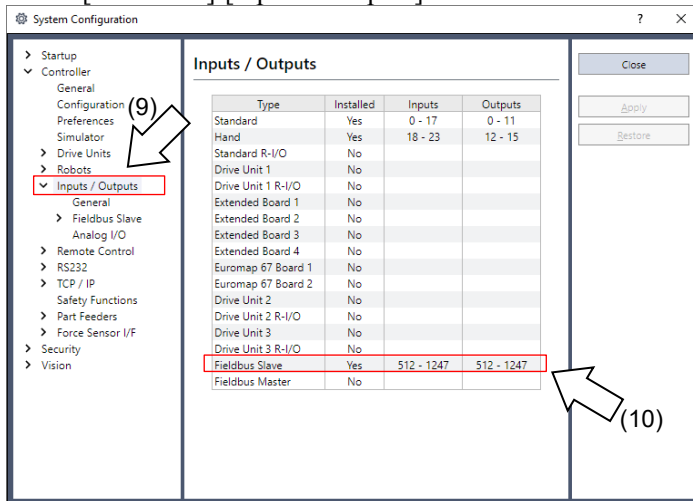 System Configuration ? ×
Startup
Controller
General
Configuration
Preferences
Simulator
Drive Units
Robots
Inputs / Outputs
General
Fieldbus Slave
Analog I/O
Remote Control
RS232
TCP / IP
Safety Functions
Part Feeders
Force Sensor I/F
Security
Vision
(9)
Inputs / Outputs
Type Installed Inputs Outputs
Standard Yes 0 - 17 0 - 11
Hand Yes 18 - 23 12 - 15
Standard R-I/O No
Drive Unit 1 No
Drive Unit 1 R-I/O No
Extended Board 1 No
Extended Board 2 No
Extended Board 3 No
Extended Board 4 No
Euromap 67 Board 1 No
Euromap 67 Board 2 No
Drive Unit 2 No
Drive Unit 2 R-I/O No
Drive Unit 3 No
Drive Unit 3 R-I/O No
Fieldbus Slave Yes 512 - 1247 512 - 1247
Fieldbus Master No
(10)
Close
Apply
Restore